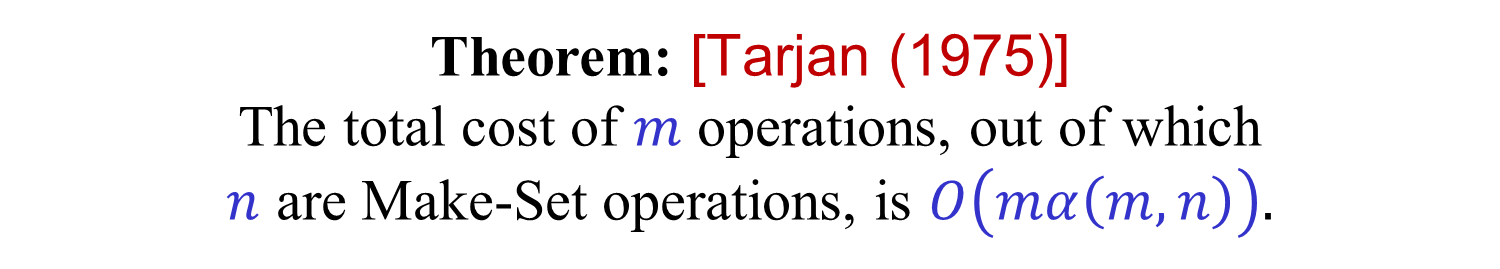 Theorem: [Tarjan (1975)]
The total cost of m operations, out of which
n are Make-Set operations, is O(mα(m, n)).